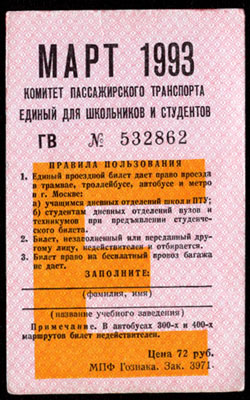 МАРТ 1993
КОМИТЕТ ПАССАЖИРСКОГО ТРАНСПОРТА
ЕДИНЫЙ ДЛЯ ШКОЛЬНИКОВ И СТУДЕНТОВ
ГВ № 532862
ПРАВИЛА ПОЛЬЗОВАНИЯ
1. Единый проездной билет дает право проезда
в трамвае, троллейбусе, автобусе и метро
в г. Москве:
а) учащимся дневных отделений школ и ПТУ;
б) студентам дневных отделений вузов и
техникумов при предъявлении студенче-
ского билета.
2. Билет, незаполненный или переданный дру-
гому лицу, недействителен и отбирается.
3. Билет право на бесплатный провоз багажа
не дает.
ЗАПОЛНИТЕ:
(фамилия, имя)
(название учебного заведения)
Примечание. В автобусах 300-х и 400-х
маршрутов билет недействителен.
Цена 72 руб.
МПФ Гознака. Зак. 3971.